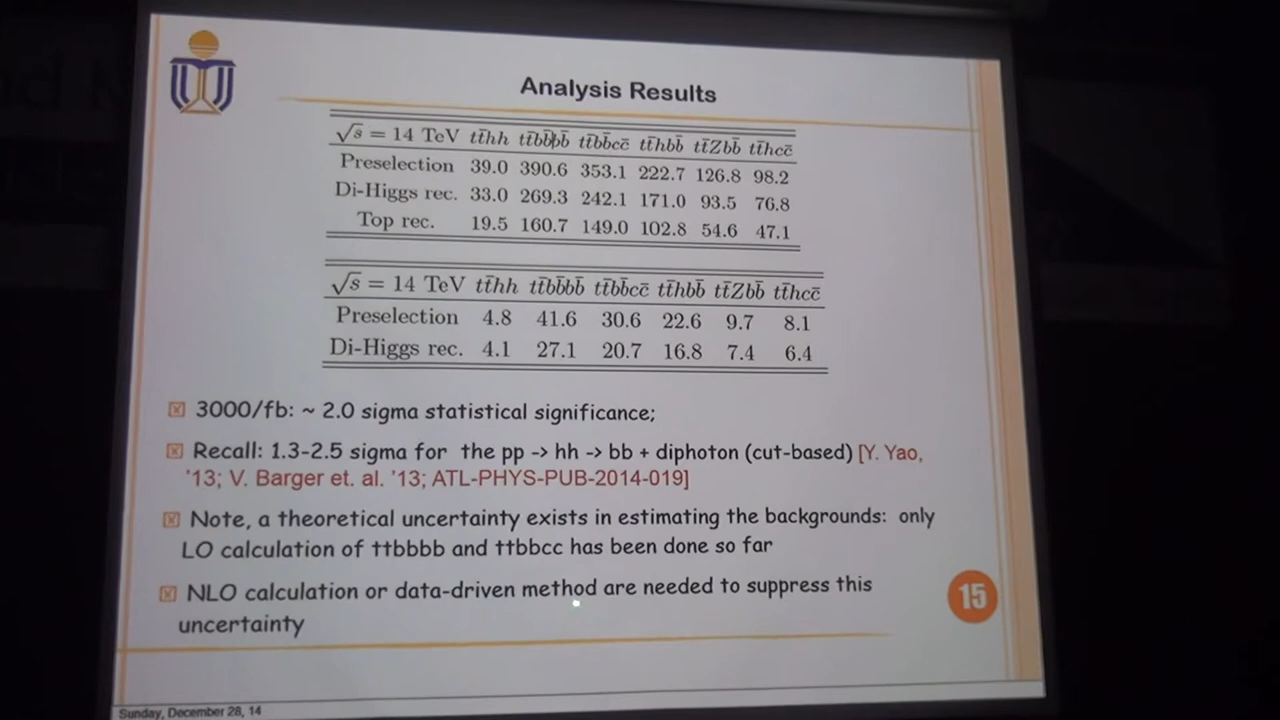 Analysis Results
√s = 14 TeV tt̄hh tt̄bb̄bb̄ tt̄bb̄cc̄ tt̄hbb̄ tt̄Zbb̄ tt̄hcc̄
Preselection 39.0 390.6 353.1 222.7 126.8 98.2
Di-Higgs rec. 33.0 269.3 242.1 171.0 93.5 76.8
Top rec. 19.5 160.7 149.0 102.8 54.6 47.1
√s = 14 TeV tt̄hh tt̄bb̄bb̄ tt̄bb̄cc̄ tt̄hbb̄ tt̄Zbb̄ tt̄hcc̄
Preselection 4.8 41.6 30.6 22.6 9.7 8.1
Di-Higgs rec. 4.1 27.1 20.7 16.8 7.4 6.4
3000/fb: ~ 2.0 sigma statistical significance;
Recall: 1.3-2.5 sigma for the pp -> hh -> bb + diphoton (cut-based) [Y. Yao,
'13; V. Barger et. al. '13; ATL-PHYS-PUB-2014-019]
Note, a theoretical uncertainty exists in estimating the backgrounds: only
LO calculation of ttbbbb and ttbbcc has been done so far
NLO calculation or data-driven method are needed to suppress this
uncertainty
15
Sunday, December 28, 14